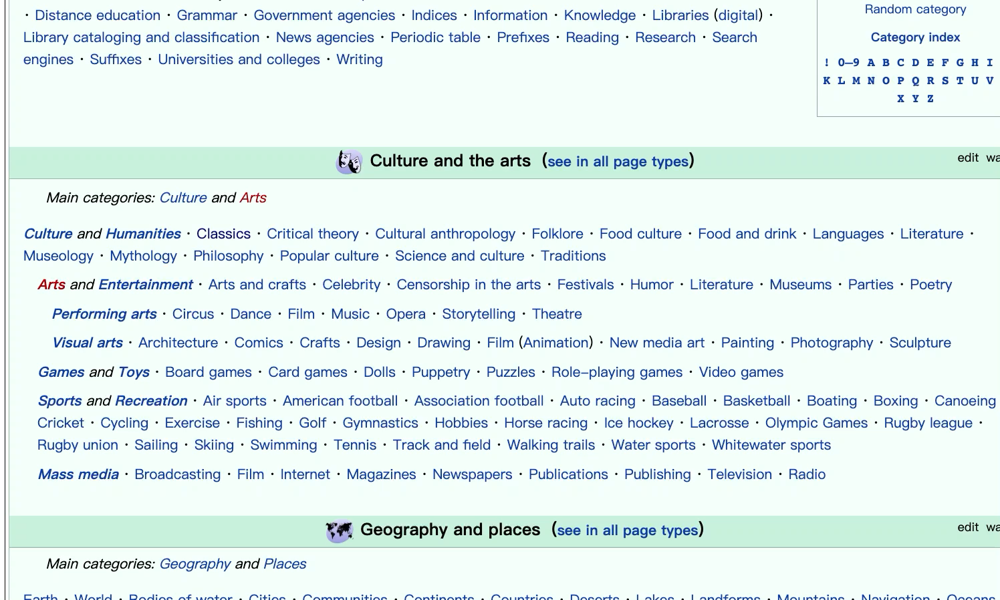 · Distance education · Grammar · Government agencies · Indices · Information · Knowledge · Libraries (digital) ·
Library cataloging and classification · News agencies · Periodic table · Prefixes · Reading · Research · Search
engines · Suffixes · Universities and colleges · Writing
Random category
Category index
! 0–9 A B C D E F G H I
K L M N O P Q R S T U V
X Y Z
Culture and the arts (see in all page types)
edit wa
Main categories: Culture and Arts
Culture and Humanities · Classics · Critical theory · Cultural anthropology · Folklore · Food culture · Food and drink · Languages · Literature ·
Museology · Mythology · Philosophy · Popular culture · Science and culture · Traditions
Arts and Entertainment · Arts and crafts · Celebrity · Censorship in the arts · Festivals · Humor · Literature · Museums · Parties · Poetry
Performing arts · Circus · Dance · Film · Music · Opera · Storytelling · Theatre
Visual arts · Architecture · Comics · Crafts · Design · Drawing · Film (Animation) · New media art · Painting · Photography · Sculpture
Games and Toys · Board games · Card games · Dolls · Puppetry · Puzzles · Role-playing games · Video games
Sports and Recreation · Air sports · American football · Association football · Auto racing · Baseball · Basketball · Boating · Boxing · Canoeing
Cricket · Cycling · Exercise · Fishing · Golf · Gymnastics · Hobbies · Horse racing · Ice hockey · Lacrosse · Olympic Games · Rugby league ·
Rugby union · Sailing · Skiing · Swimming · Tennis · Track and field · Walking trails · Water sports · Whitewater sports
Mass media · Broadcasting · Film · Internet · Magazines · Newspapers · Publications · Publishing · Television · Radio
Geography and places (see in all page types)
edit wa
Main categories: Geography and Places
Earth · World · Bodies of water · Cities · Communities · Continents · Countries · Deserts · Lakes · Landforms · Mountains · Navigation · Oceans